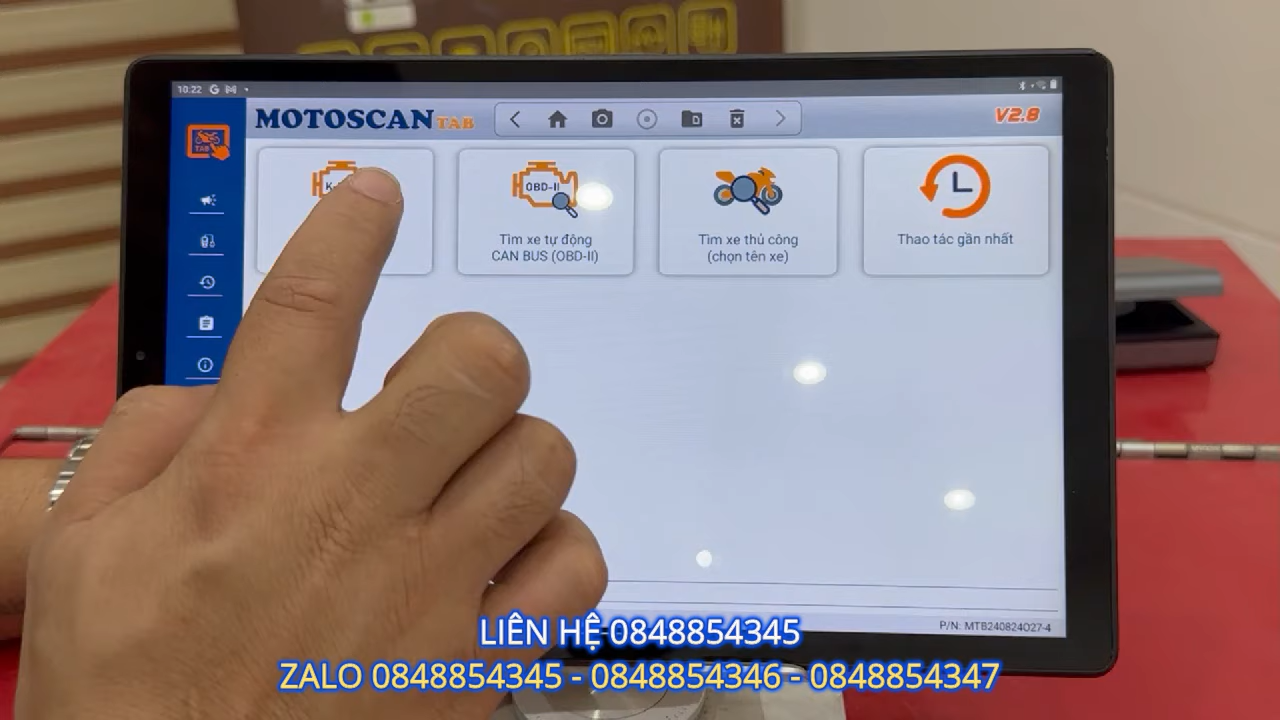 10:22
MOTOSCAN TAB
V2.8
TAB
OBD-II
Tìm xe tự động
CAN BUS (OBD-II)
Tìm xe thủ công
(chọn tên xe)
Thao tác gần nhất
P/N: MTB240824027-4
LIÊN HỆ 0848854345
ZALO 0848854345 - 0848854346 - 0848854347